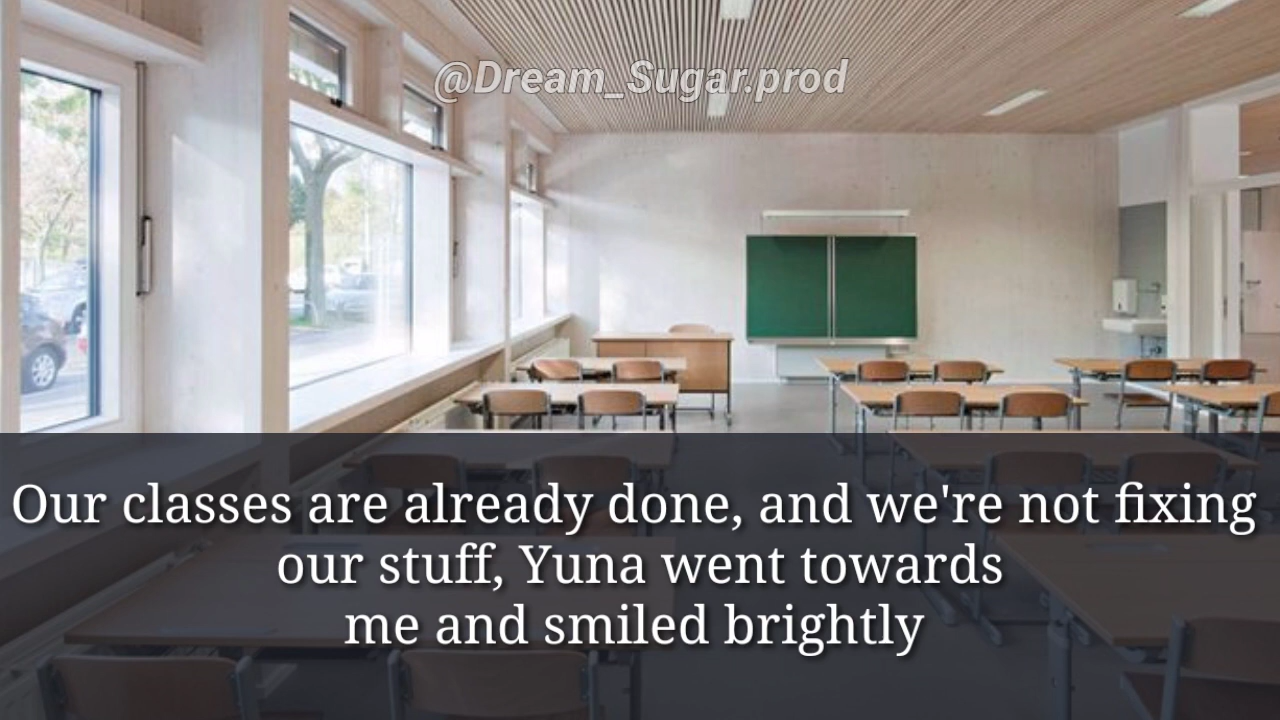 @Dream_Sugar.prod
Our classes are already done, and we're not fixing
our stuff, Yuna went towards
me and smiled brightly